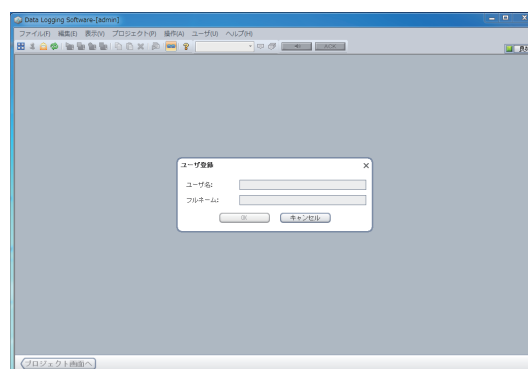 Data Logging Software-[admin]
ファイル(F) 編集(E) 表示(V) プロジェクト(P) 操作(A) ユーザ(U) ヘルプ(H)
ACK
ユーザ登録
ユーザ名:
フルネーム:
OK キャンセル
プロジェクト画面へ